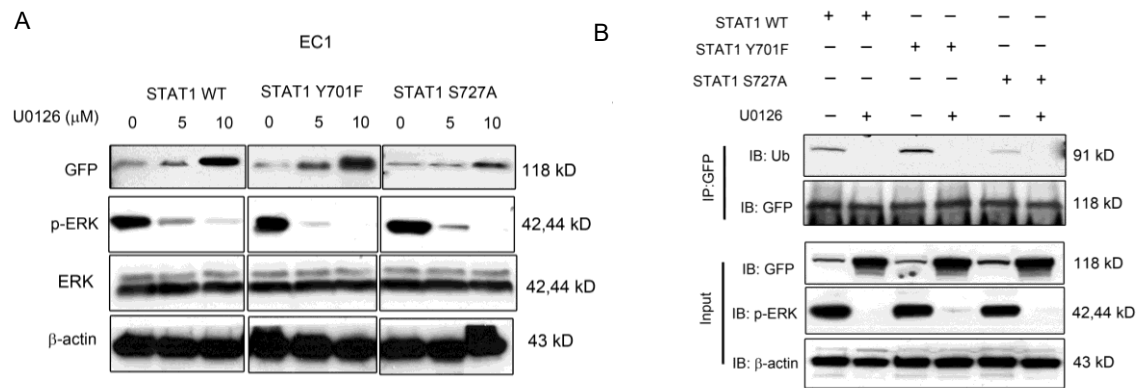 A
EC1
STAT1 WT STAT1 Y701F STAT1 S727A
U0126 (μM) 0 5 10 0 5 10 0 5 10
GFP 118 kD
p-ERK 42,44 kD
ERK 42,44 kD
β-actin 43 kD
B
STAT1 WT + + − − − −
STAT1 Y701F − − + + − −
STAT1 S727A − − − − + +
U0126 − + − + − +
IP:GFP
IB: Ub 91 kD
IB: GFP 118 kD
Input
IB: GFP 118 kD
IB: p-ERK 42,44 kD
IB: β-actin 43 kD